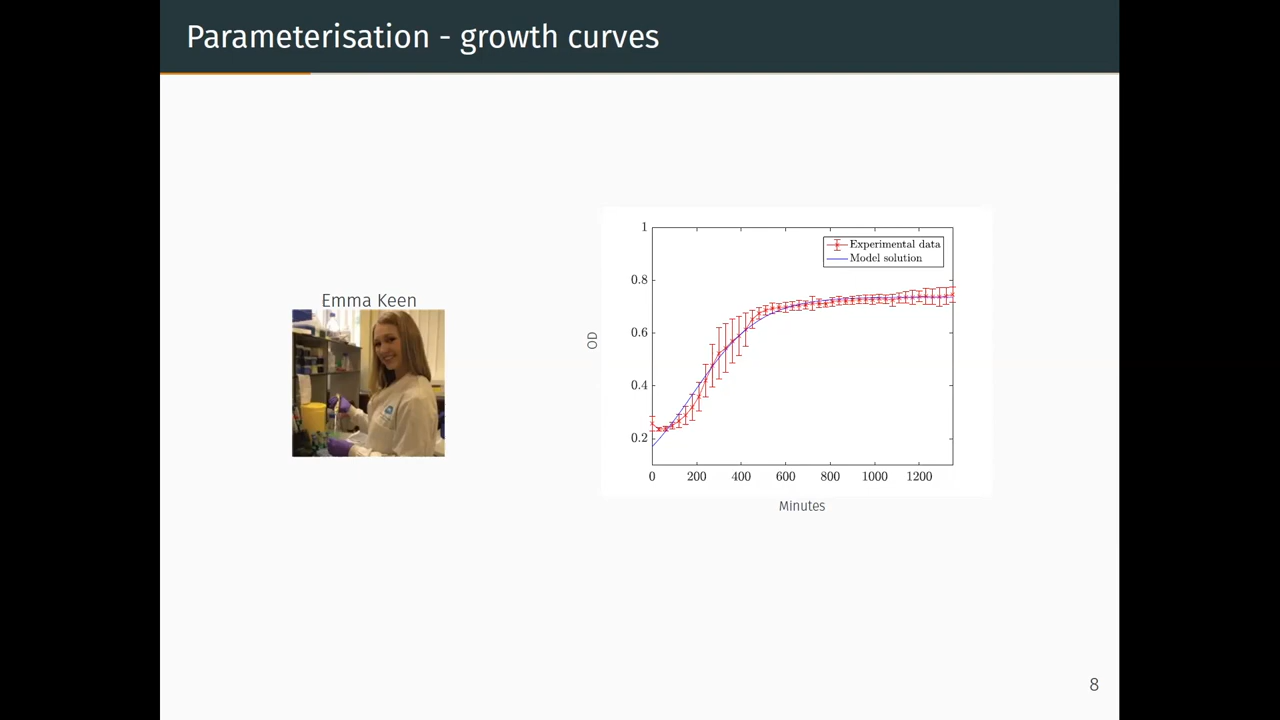 Parameterisation - growth curves
Emma Keen
1
0.8
0.6
0.4
0.2
OD
Experimental data
Model solution
0 200 400 600 800 1000 1200
Minutes
8